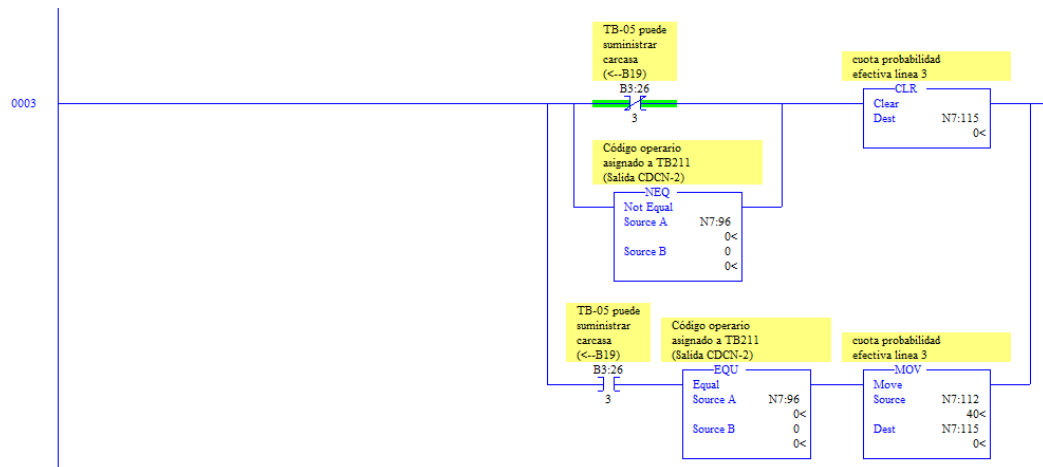 TB-05 puede
suministrar
carcasa
(<--B19)
B3:26
3
0003
cuota probabilidad
efectiva linea 3
CLR
Clear
Dest N7:115
0<
Código operario
asignado a TB211
(Salida CDCN-2)
NEQ
Not Equal
Source A N7:96
0<
Source B 0
0<
TB-05 puede
suministrar
carcasa
(<--B19)
B3:26
3
Código operario
asignado a TB211
(Salida CDCN-2)
EQU
Equal
Source A N7:96
0<
Source B 0
0<
cuota probabilidad
efectiva linea 3
MOV
Move
Source N7:112
40<
Dest N7:115
0<